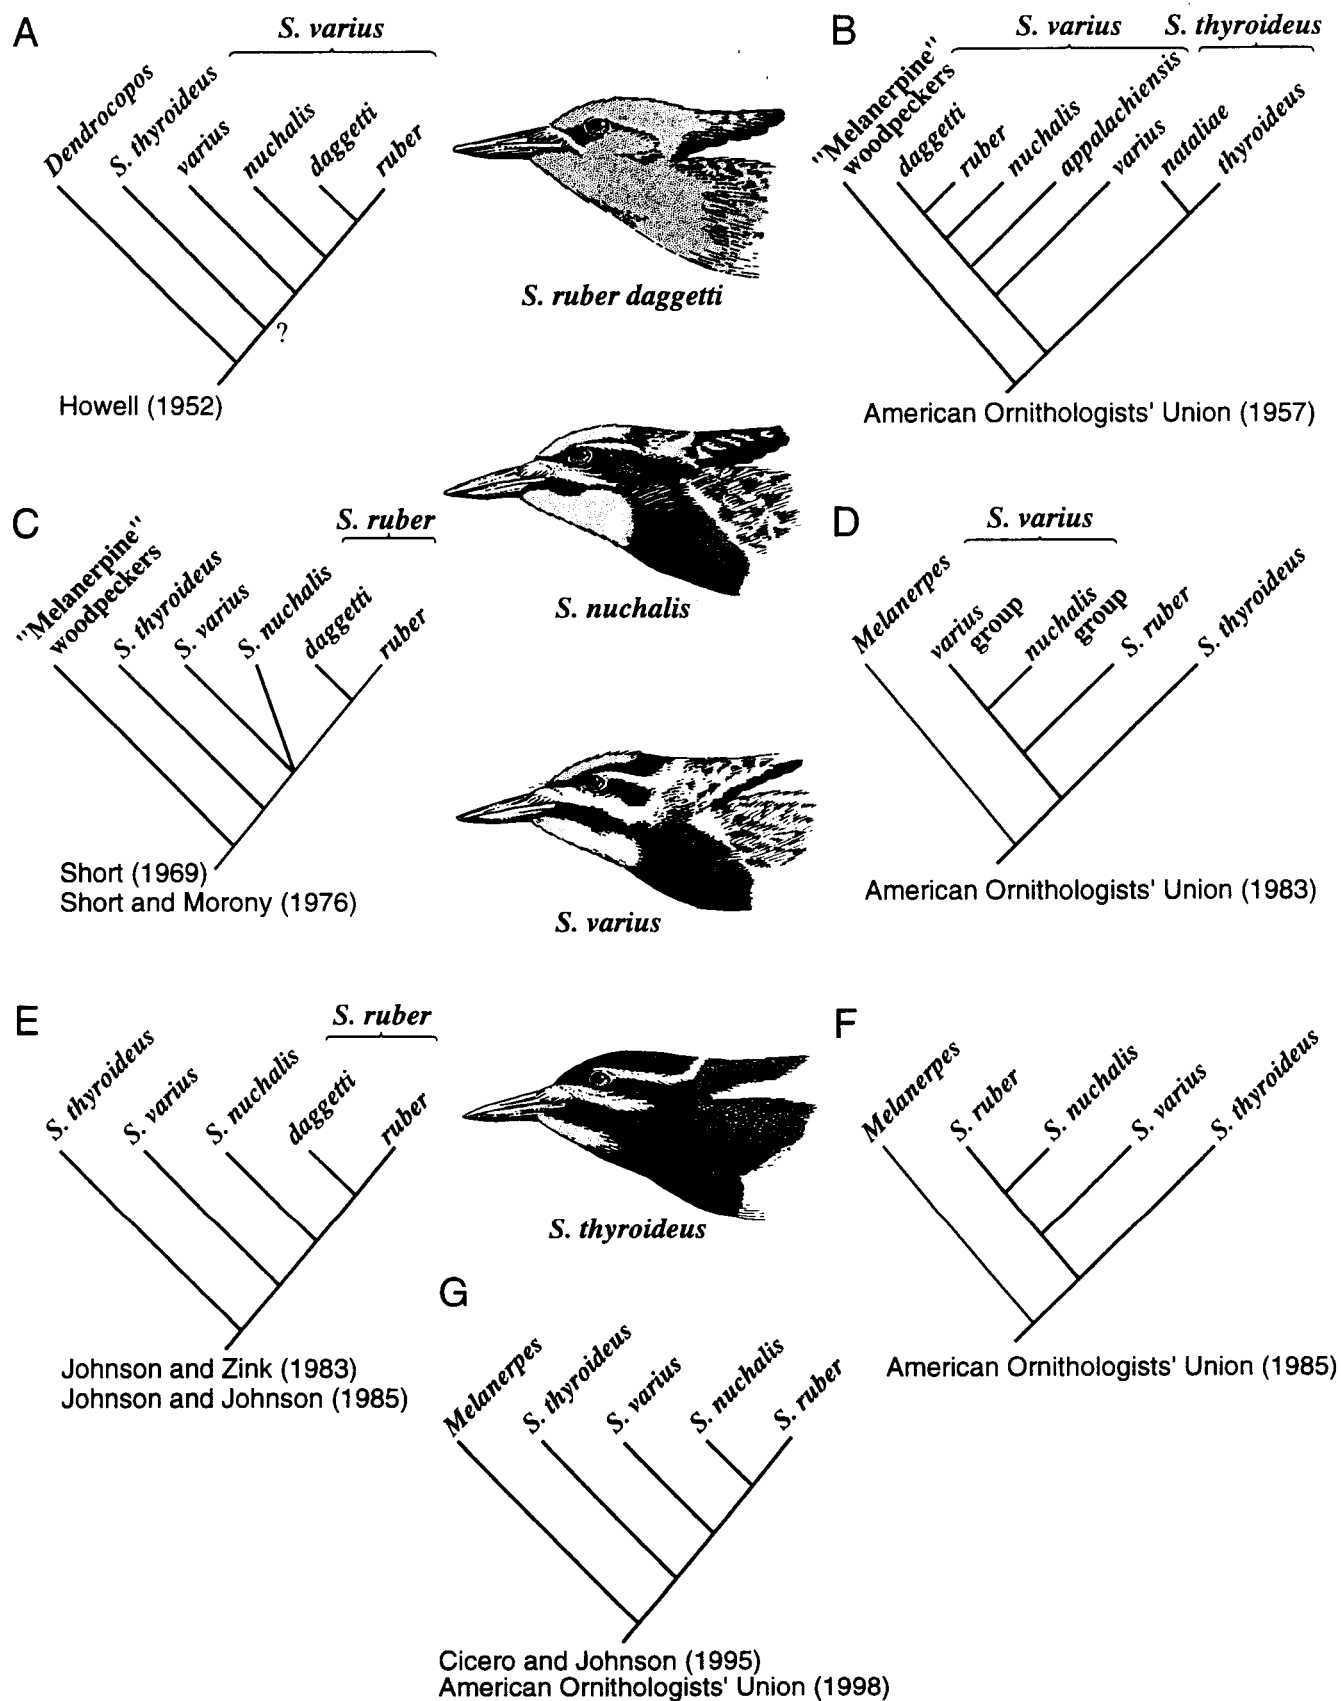 A
S. varius
Dendrocopos
S. thyroideus
varius
nuchalis
daggetti
ruber
?
Howell (1952)
S. ruber daggetti
B
S. varius
S. thyroideus
"Melanerpine"
woodpeckers
daggetti
ruber
nuchalis
appalachiensis
varius
nataliae
thyroideus
American Ornithologists' Union (1957)
S. nuchalis
C
S. ruber
"Melanerpine"
woodpeckers
S. thyroideus
S. varius
S. nuchalis
daggetti
ruber
Short (1969)
Short and Morony (1976)
S. varius
D
S. varius
Melanerpes
varius
group
nuchalis
group
S. ruber
S. thyroideus
American Ornithologists' Union (1983)
E
S. ruber
S. thyroideus
S. varius
S. nuchalis
daggetti
ruber
Johnson and Zink (1983)
Johnson and Johnson (1985)
S. thyroideus
F
Melanerpes
S. ruber
S. nuchalis
S. varius
S. thyroideus
American Ornithologists' Union (1985)
G
Melanerpes
S. thyroideus
S. varius
S. nuchalis
S. ruber
Cicero and Johnson (1995)
American Ornithologists' Union (1998)